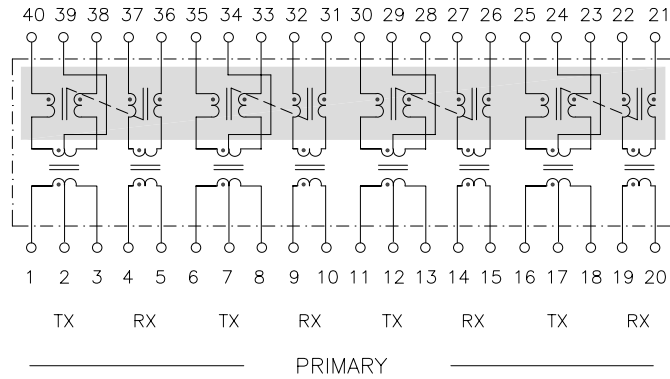 40 39 38 37 36 35 34 33 32 31 30 29 28 27 26 25 24 23 22 21
1 2 3 4 5 6 7 8 9 10 11 12 13 14 15 16 17 18 19 20
TX RX TX RX TX RX TX RX
PRIMARY